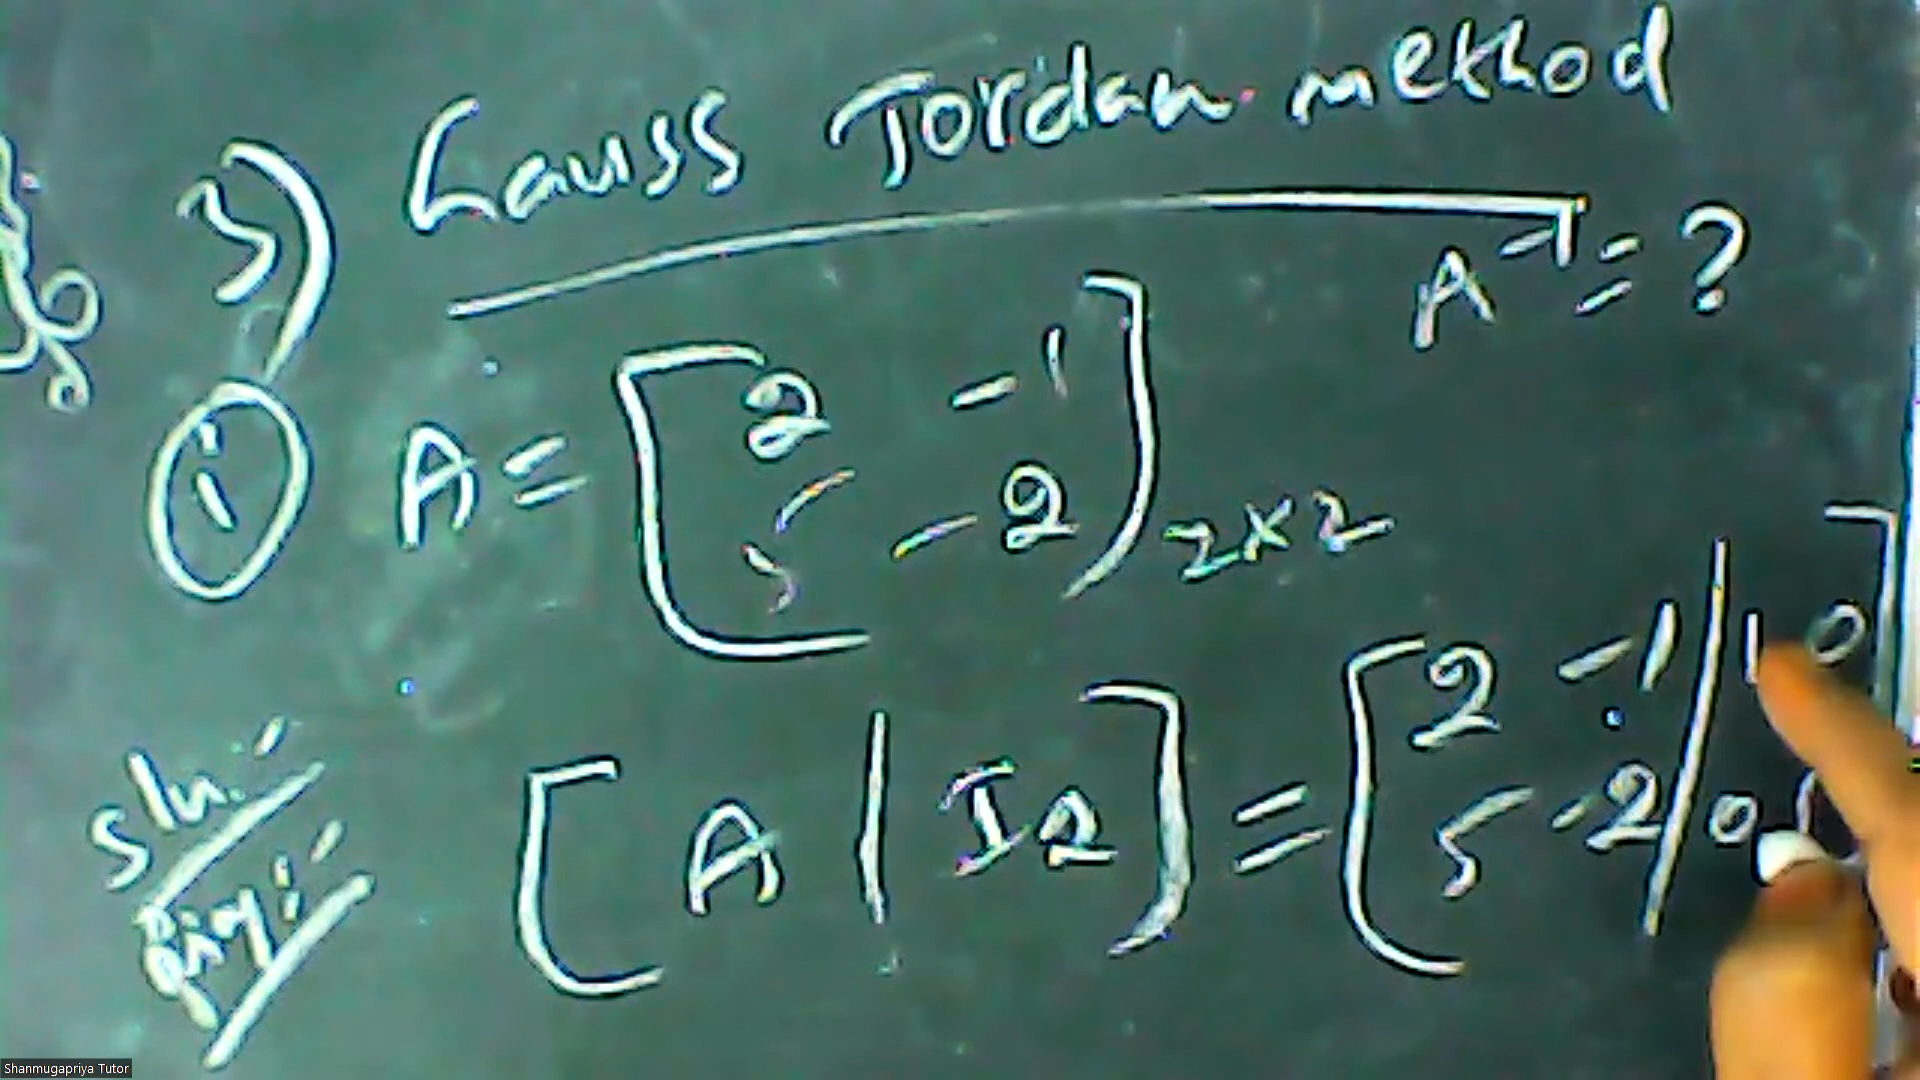 3) Gauss Jordan method
A⁻¹ = ?
(i) A = [2 -1
5 -2] 2×2
Sln:
[A | I2] = [2 -1 | 1 0
5 -2 | 0 1]
Shanmugapriya Tutor